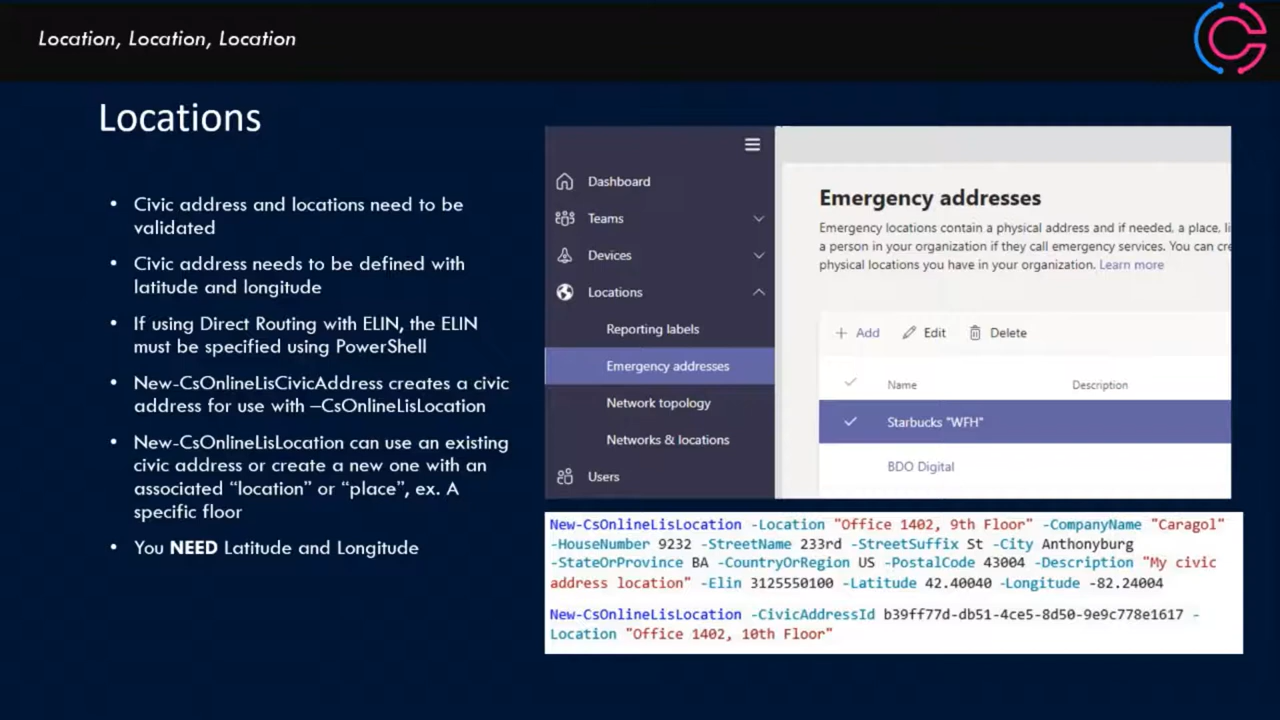 Location, Location, Location
Locations
• Civic address and locations need to be
validated
• Civic address needs to be defined with
latitude and longitude
• If using Direct Routing with ELIN, the ELIN
must be specified using PowerShell
• New-CsOnlineLisCivicAddress creates a civic
address for use with –CsOnlineLisLocation
• New-CsOnlineLisLocation can use an existing
civic address or create a new one with an
associated “location” or “place”, ex. A
specific floor
• You NEED Latitude and Longitude
Dashboard
Teams
Devices
Locations
Reporting labels
Emergency addresses
Network topology
Networks & locations
Users
Emergency addresses
Emergency locations contain a physical address and if needed, a place, li
a person in your organization if they call emergency services. You can cre
physical locations you have in your organization. Learn more
+ Add Edit Delete
Name Description
Starbucks "WFH"
BDO Digital
New-CsOnlineLisLocation -Location "Office 1402, 9th Floor" -CompanyName "Caragol"
-HouseNumber 9232 -StreetName 233rd -StreetSuffix St -City Anthonyburg
-StateOrProvince BA -CountryOrRegion US -PostalCode 43004 -Description "My civic
address location" -Elin 3125550100 -Latitude 42.40040 -Longitude -82.24004
New-CsOnlineLisLocation -CivicAddressId b39ff77d-db51-4ce5-8d50-9e9c778e1617 -
Location "Office 1402, 10th Floor"